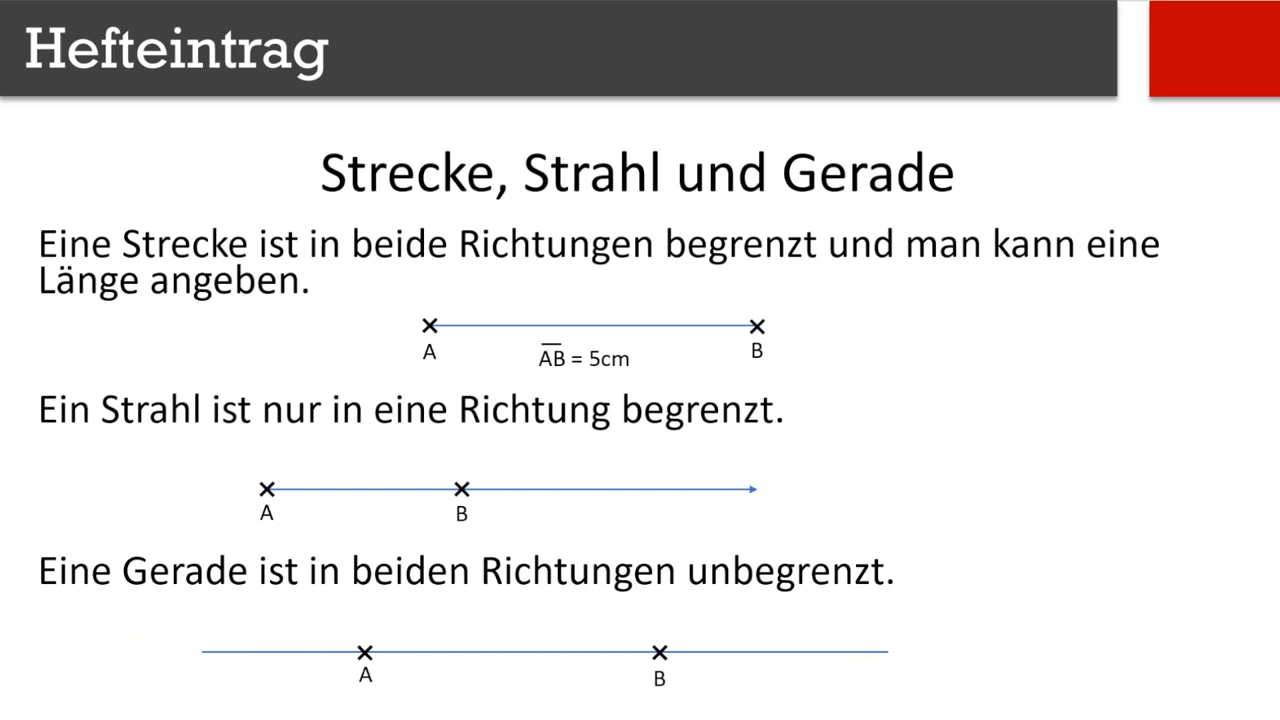 Hefteintrag
Strecke, Strahl und Gerade
Eine Strecke ist in beide Richtungen begrenzt und man kann eine
Länge angeben.
A
A̅B̅ = 5cm
B
Ein Strahl ist nur in eine Richtung begrenzt.
A
B
Eine Gerade ist in beiden Richtungen unbegrenzt.
A
B